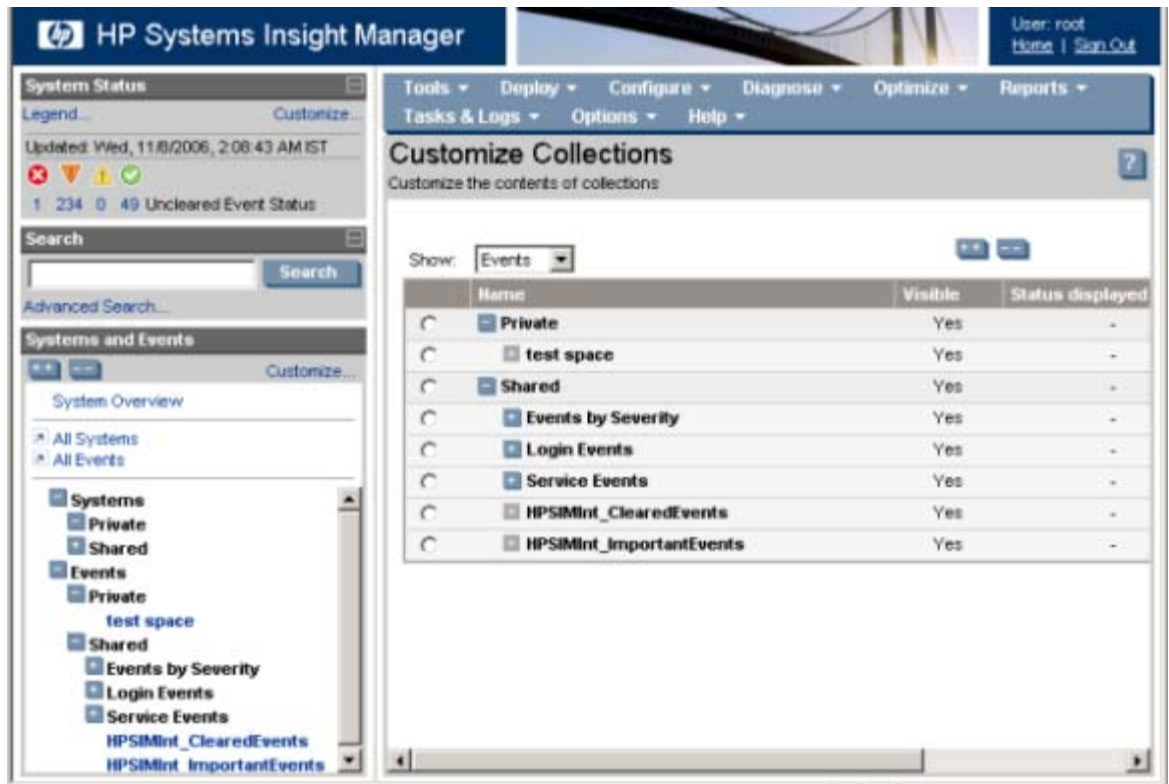 HP Systems Insight Manager
User: root
Home | Sign Out
System Status
Legend... Customize...
Updated: Wed, 11/8/2006, 2:08:43 AM IST
1 234 0 49 Uncleared Event Status
Search
Search
Advanced Search...
Systems and Events
Customize...
System Overview
All Systems
All Events
Systems
Private
Shared
Events
Private
test space
Shared
Events by Severity
Login Events
Service Events
HPSIMInt_ClearedEvents
HPSIMInt_ImportantEvents
Tools Deploy Configure Diagnose Optimize Reports
Tasks & Logs Options Help
Customize Collections
?
Customize the contents of collections
Show: Events
Name Visible Status displayed
Private Yes -
test space Yes -
Shared Yes -
Events by Severity Yes -
Login Events Yes -
Service Events Yes -
HPSIMInt_ClearedEvents Yes -
HPSIMInt_ImportantEvents Yes -